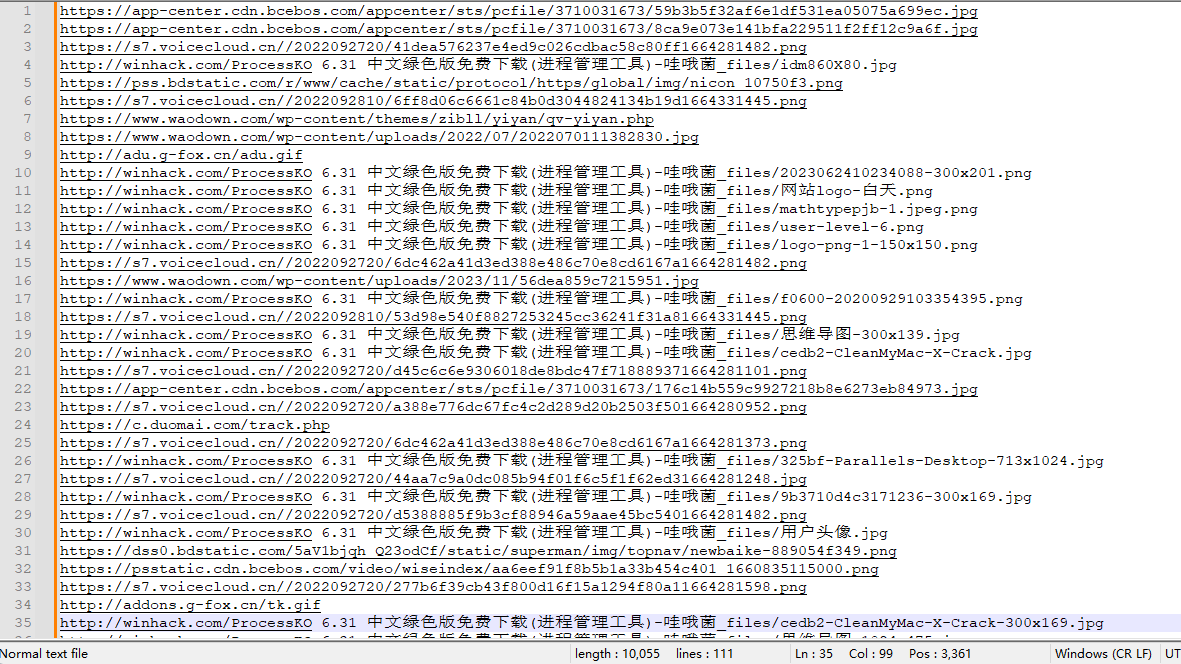 1 https://app-center.cdn.bcebos.com/appcenter/sts/pcfile/3710031673/59b3b5f32af6e1df531ea05075a699ec.jpg
2 https://app-center.cdn.bcebos.com/appcenter/sts/pcfile/3710031673/8ca9e073e141bfa229511f2ff12c9a6f.jpg
3 https://s7.voicecloud.cn//2022092720/41dea576237e4ed9c026cdbac58c80ff1664281482.png
4 http://winhack.com/ProcessKO 6.31 中文绿色版免费下载(进程管理工具)-哇哦菌_files/idm860X80.jpg
5 https://pss.bdstatic.com/r/www/cache/static/protocol/https/global/img/nicon_10750f3.png
6 https://s7.voicecloud.cn//2022092810/6ff8d06c6661c84b0d3044824134b19d1664331445.png
7 https://www.waodown.com/wp-content/themes/zibll/yiyan/qv-yiyan.php
8 https://www.waodown.com/wp-content/uploads/2022/07/2022070111382830.jpg
9 http://adu.g-fox.cn/adu.gif
10 http://winhack.com/ProcessKO 6.31 中文绿色版免费下载(进程管理工具)-哇哦菌_files/2023062410234088-300x201.png
11 http://winhack.com/ProcessKO 6.31 中文绿色版免费下载(进程管理工具)-哇哦菌_files/网站logo-白天.png
12 http://winhack.com/ProcessKO 6.31 中文绿色版免费下载(进程管理工具)-哇哦菌_files/mathtypepjb-1.jpeg.png
13 http://winhack.com/ProcessKO 6.31 中文绿色版免费下载(进程管理工具)-哇哦菌_files/user-level-6.png
14 http://winhack.com/ProcessKO 6.31 中文绿色版免费下载(进程管理工具)-哇哦菌_files/logo-png-1-150x150.png
15 https://s7.voicecloud.cn//2022092720/6dc462a41d3ed388e486c70e8cd6167a1664281482.png
16 https://www.waodown.com/wp-content/uploads/2023/11/56dea859c7215951.jpg
17 http://winhack.com/ProcessKO 6.31 中文绿色版免费下载(进程管理工具)-哇哦菌_files/f0600-20200929103354395.png
18 https://s7.voicecloud.cn//2022092810/53d98e540f8827253245cc36241f31a81664331445.png
19 http://winhack.com/ProcessKO 6.31 中文绿色版免费下载(进程管理工具)-哇哦菌_files/思维导图-300x139.jpg
20 http://winhack.com/ProcessKO 6.31 中文绿色版免费下载(进程管理工具)-哇哦菌_files/cedb2-CleanMyMac-X-Crack.jpg
21 https://s7.voicecloud.cn//2022092720/d45c6c6e9306018de8bdc47f718889371664281101.png
22 https://app-center.cdn.bcebos.com/appcenter/sts/pcfile/3710031673/176c14b559c9927218b8e6273eb84973.jpg
23 https://s7.voicecloud.cn//2022092720/a388e776dc67fc4c2d289d20b2503f501664280952.png
24 https://c.duomai.com/track.php
25 https://s7.voicecloud.cn//2022092720/6dc462a41d3ed388e486c70e8cd6167a1664281373.png
26 http://winhack.com/ProcessKO 6.31 中文绿色版免费下载(进程管理工具)-哇哦菌_files/325bf-Parallels-Desktop-713x1024.jpg
27 https://s7.voicecloud.cn//2022092720/44aa7c9a0dc085b94f01f6c5f1f62ed31664281248.jpg
28 http://winhack.com/ProcessKO 6.31 中文绿色版免费下载(进程管理工具)-哇哦菌_files/9b3710d4c3171236-300x169.jpg
29 https://s7.voicecloud.cn//2022092720/d5388885f9b3cf88946a59aae45bc5401664281482.png
30 http://winhack.com/ProcessKO 6.31 中文绿色版免费下载(进程管理工具)-哇哦菌_files/用户头像.jpg
31 https://dss0.bdstatic.com/5aV1bjqh_Q23odCf/static/superman/img/topnav/newbaike-889054f349.png
32 https://psstatic.cdn.bcebos.com/video/wiseindex/aa6eef91f8b5b1a33b454c401_1660835115000.png
33 https://s7.voicecloud.cn//2022092720/277b6f39cb43f800d16f15a1294f80a11664281598.png
34 http://addons.g-fox.cn/tk.gif
35 http://winhack.com/ProcessKO 6.31 中文绿色版免费下载(进程管理工具)-哇哦菌_files/cedb2-CleanMyMac-X-Crack-300x169.jpg
Normal text file length : 10,055 lines : 111 Ln : 35 Col : 99 Pos : 3,361 Windows (CR LF)